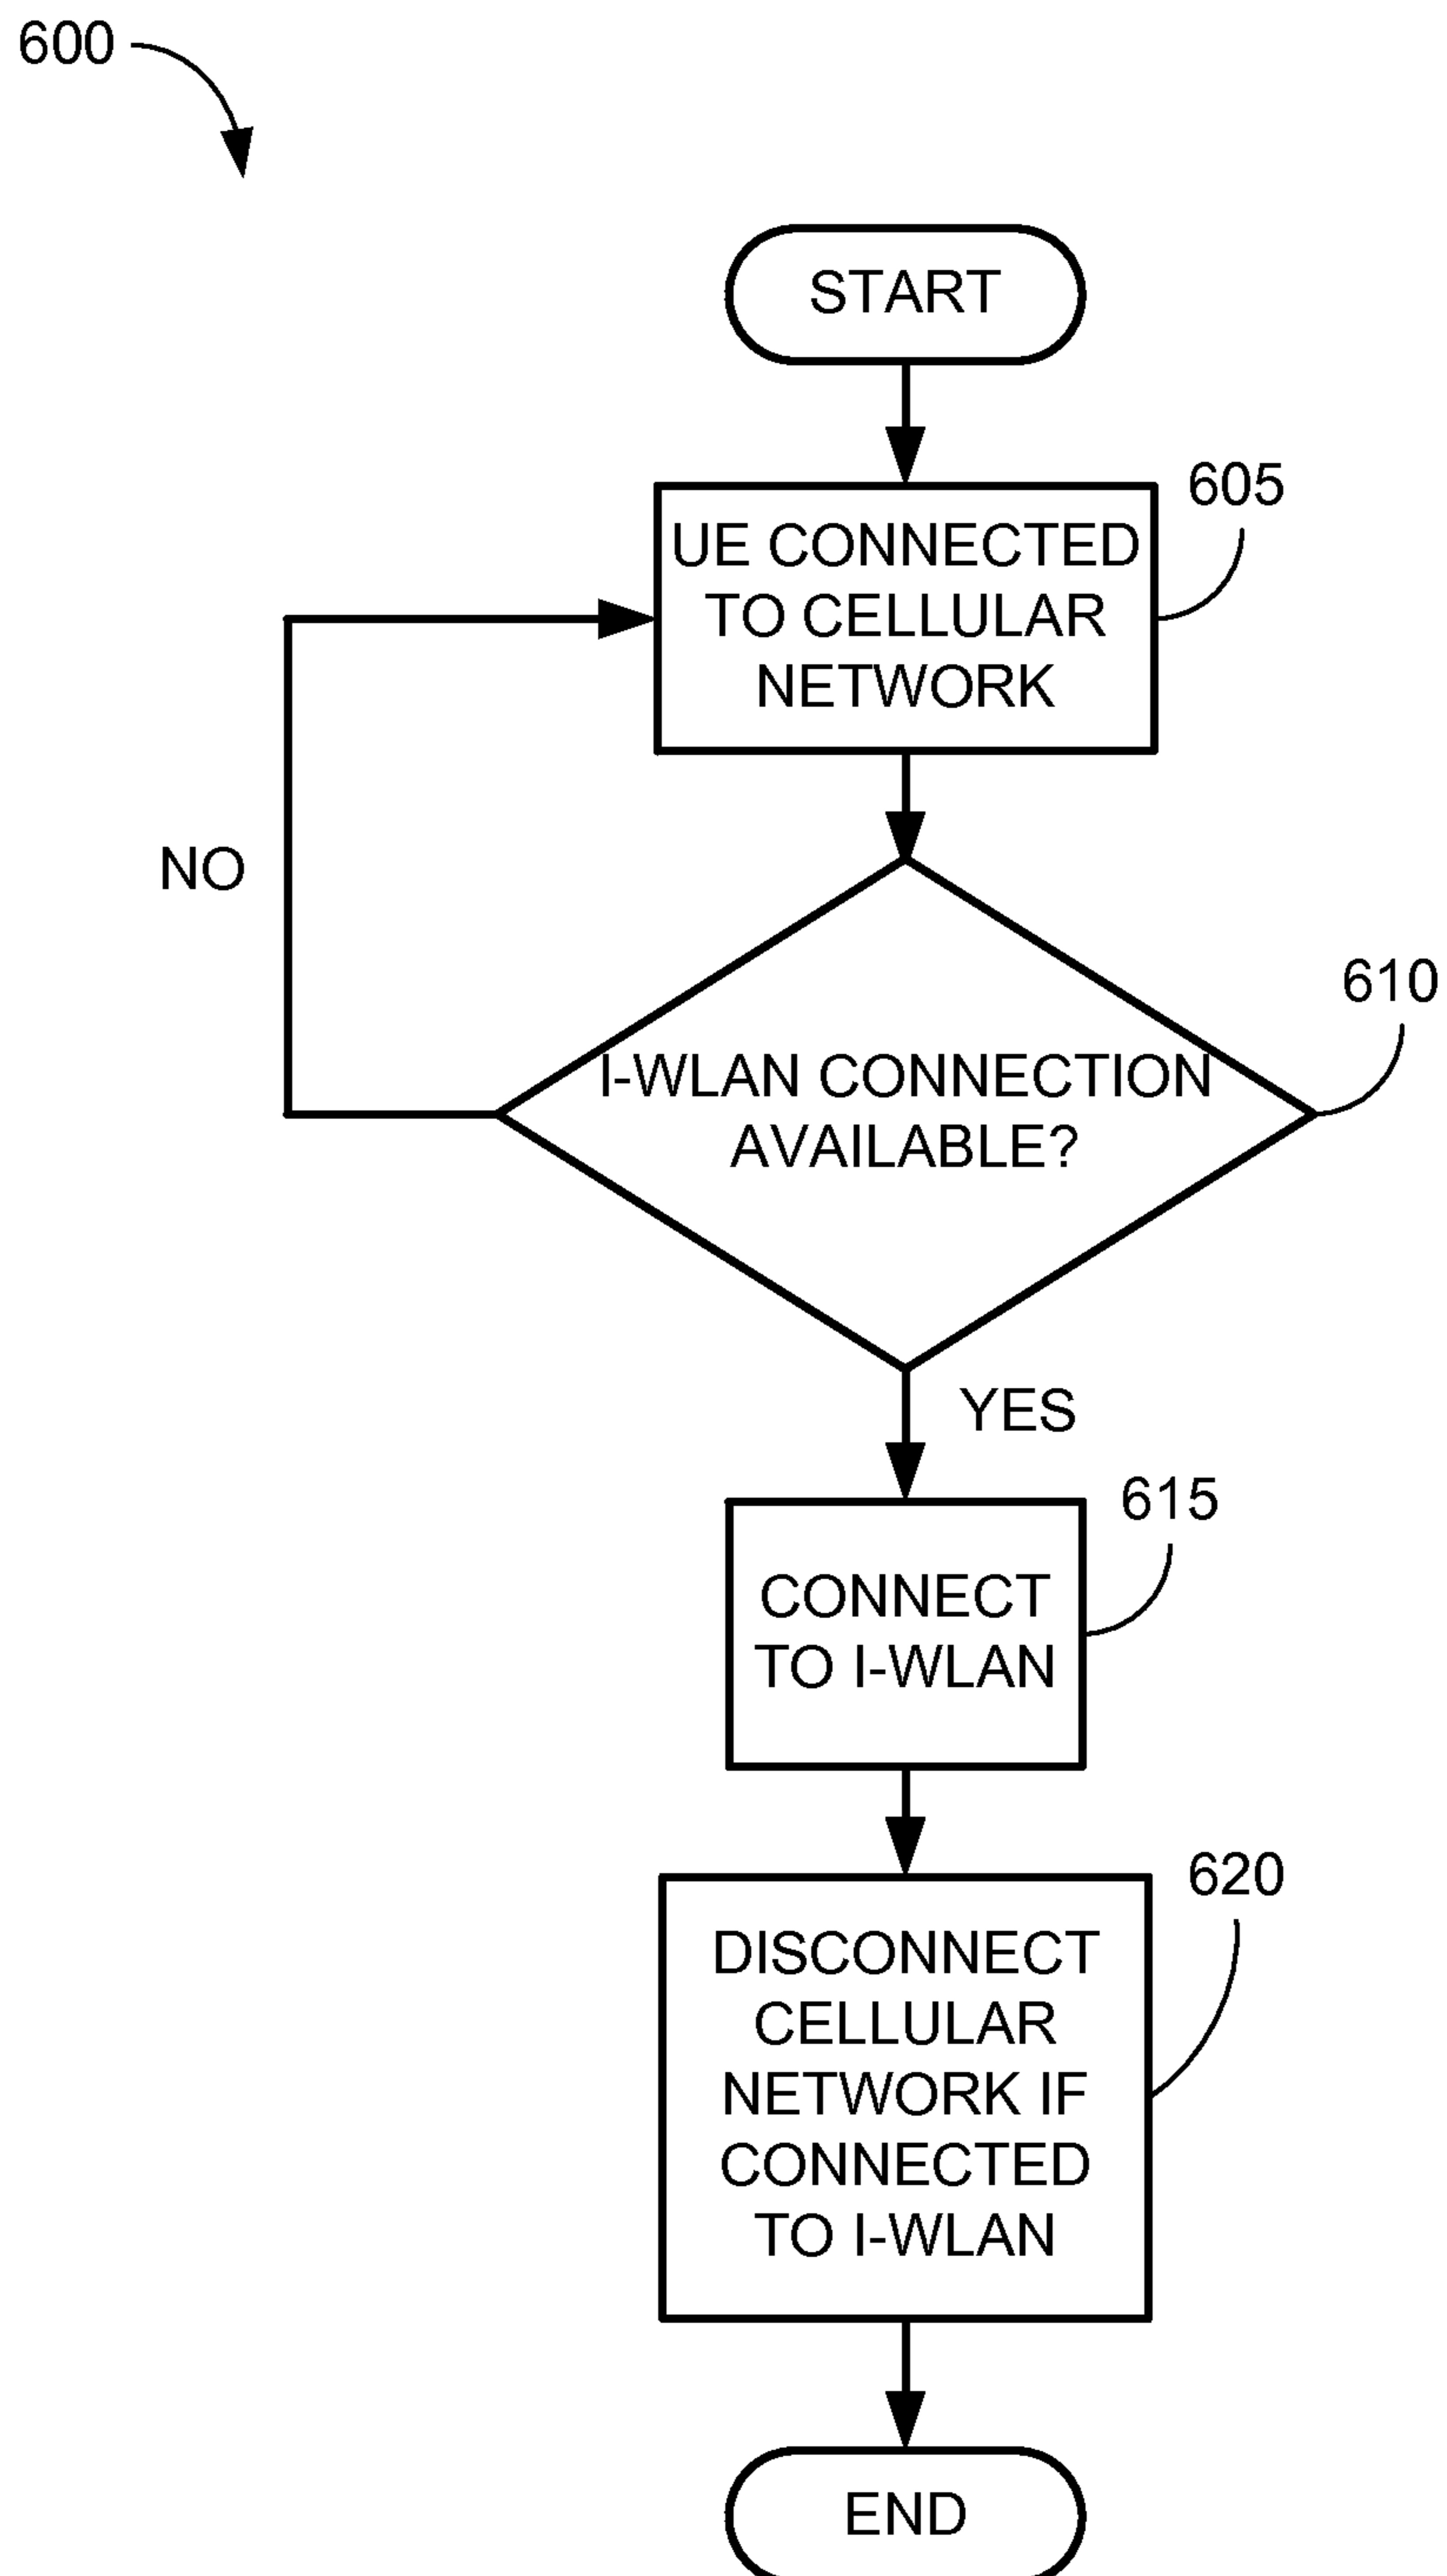 600
START
605
UE CONNECTED
TO CELLULAR
NETWORK
NO
610
I-WLAN CONNECTION
AVAILABLE?
YES
615
CONNECT
TO I-WLAN
620
DISCONNECT
CELLULAR
NETWORK IF
CONNECTED
TO I-WLAN
END